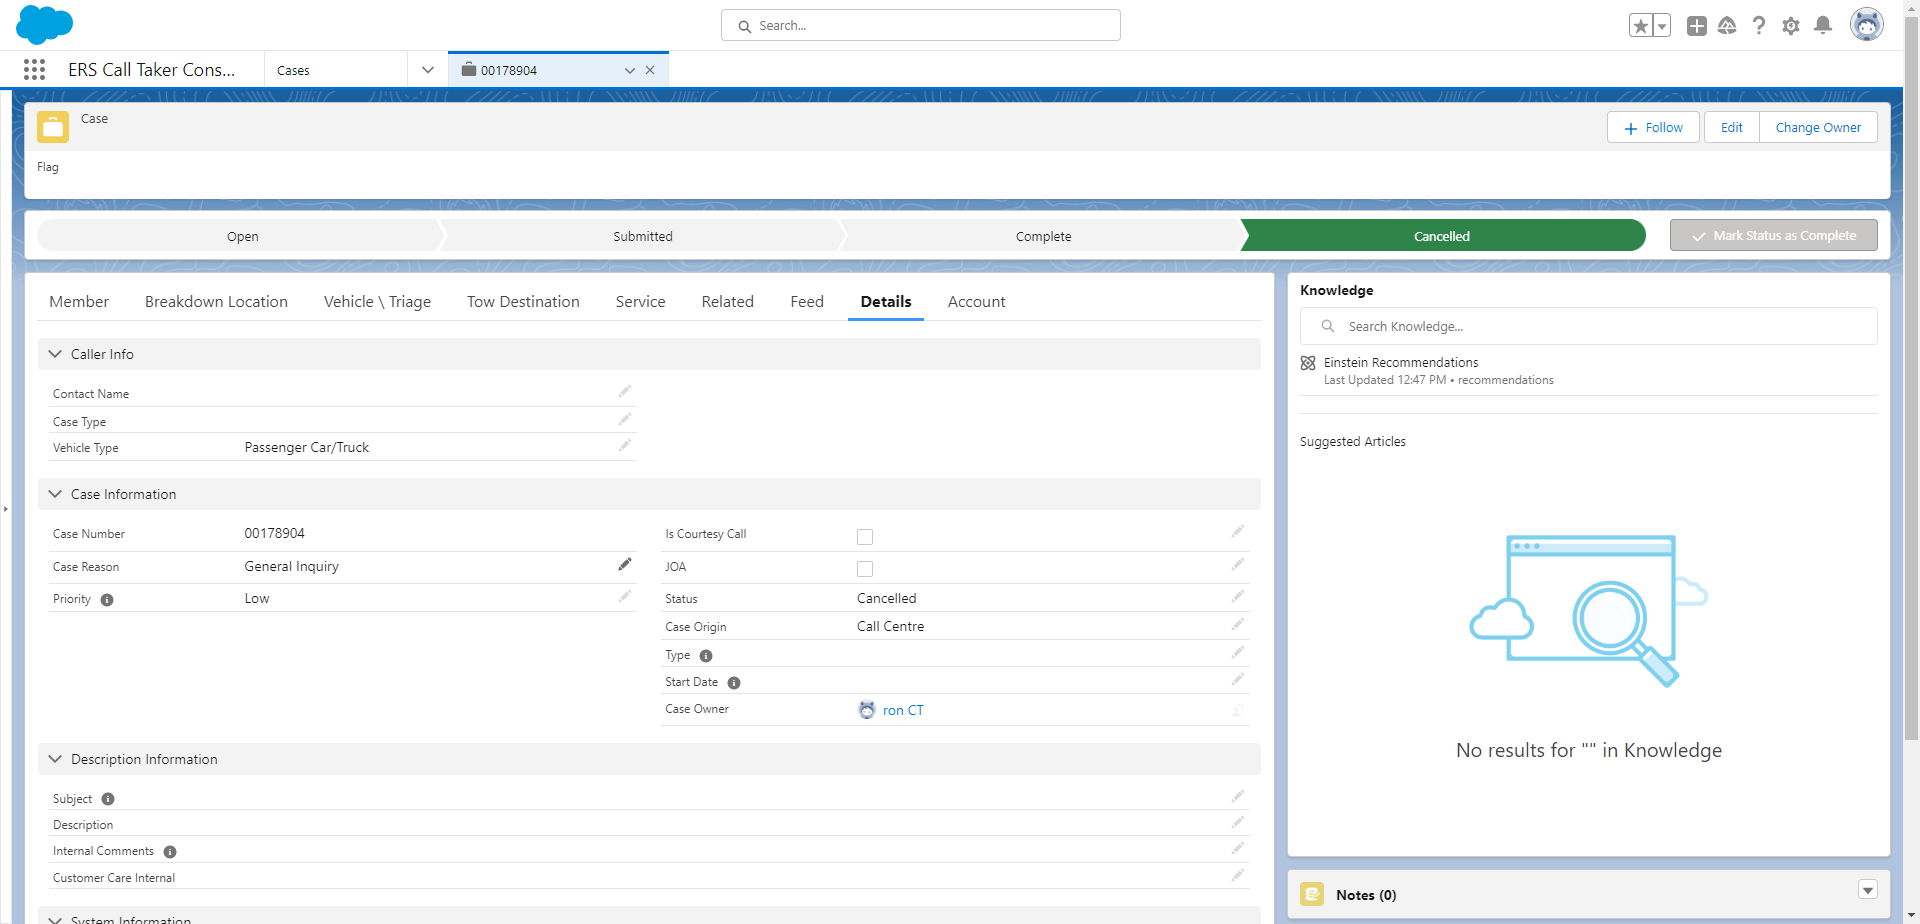 Search...
ERS Call Taker Cons...
Cases
00178904
Case
Follow
Edit
Change Owner
Flag
Open
Submitted
Complete
Cancelled
Mark Status as Complete
Member
Breakdown Location
Vehicle \ Triage
Tow Destination
Service
Related
Feed
Details
Account
Caller Info
Contact Name
Case Type
Vehicle Type Passenger Car/Truck
Case Information
Case Number 00178904
Case Reason General Inquiry
Priority Low
Is Courtesy Call
JOA
Status Cancelled
Case Origin Call Centre
Type
Start Date
Case Owner ron CT
Description Information
Subject
Description
Internal Comments
Customer Care Internal
System Information
Knowledge
Search Knowledge...
Einstein Recommendations
Last Updated 12:47 PM • recommendations
Suggested Articles
No results for "" in Knowledge
Notes (0)